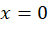 x = 0